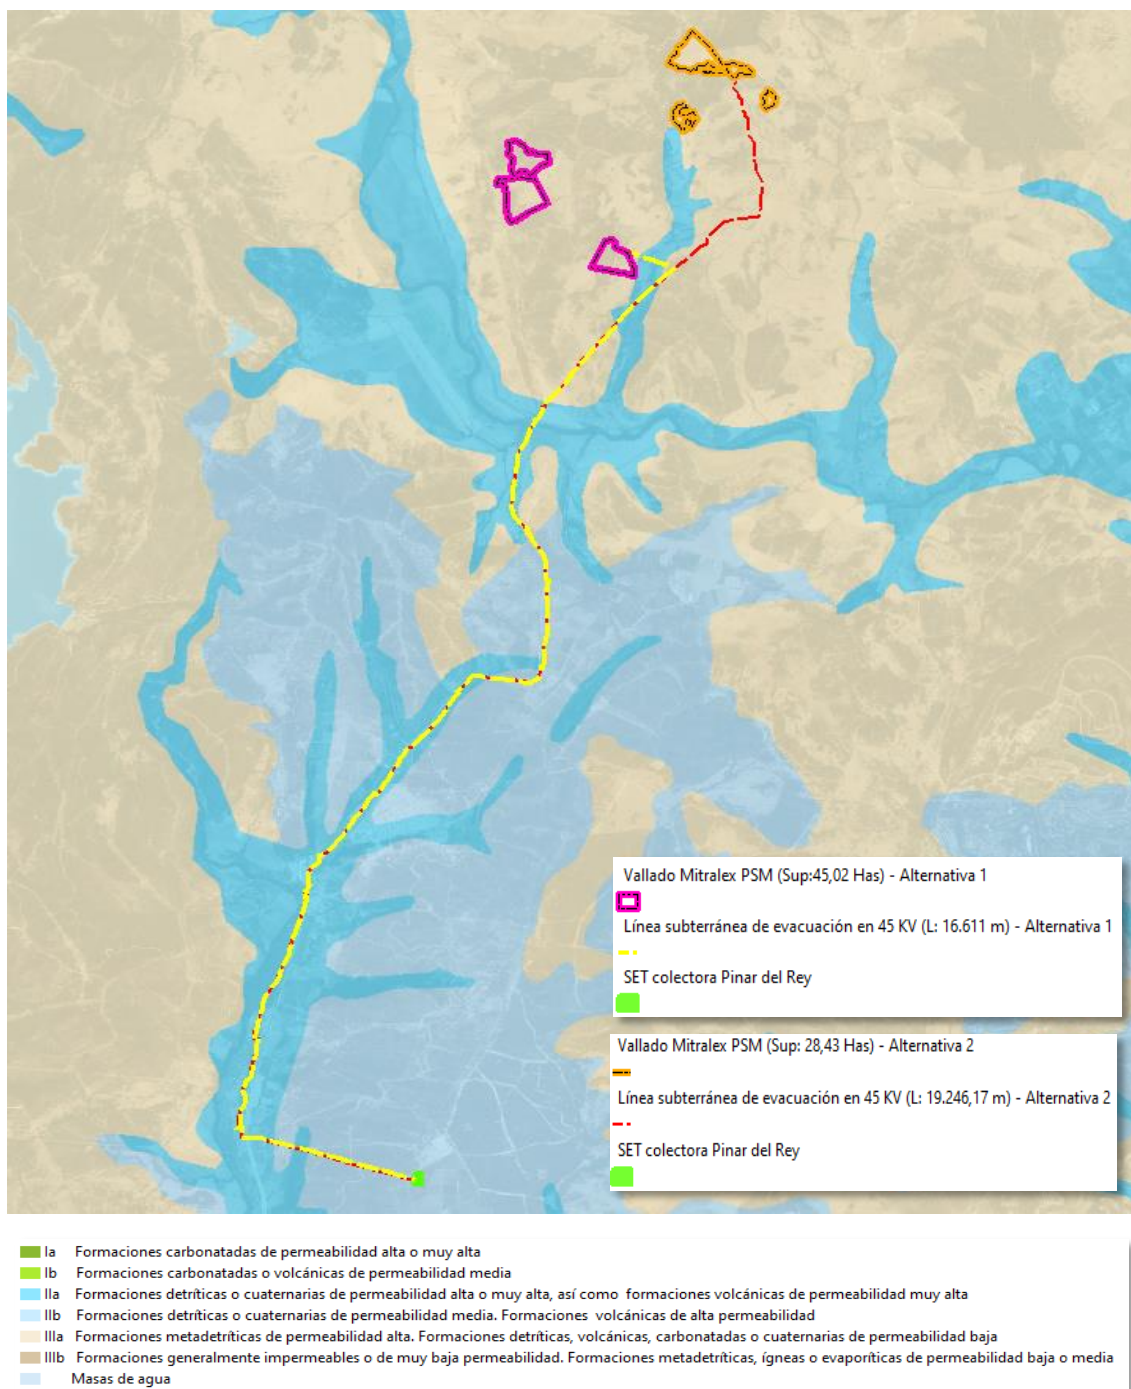 Vallado Mitralex PSM (Sup:45,02 Has) - Alternativa 1
Línea subterránea de evacuación en 45 KV (L: 16.611 m) - Alternativa 1
SET colectora Pinar del Rey
Vallado Mitralex PSM (Sup: 28,43 Has) - Alternativa 2
Línea subterránea de evacuación en 45 KV (L: 19.246,17 m) - Alternativa 2
SET colectora Pinar del Rey
Ia Formaciones carbonatadas de permeabilidad alta o muy alta
Ib Formaciones carbonatadas o volcánicas de permeabilidad media
IIa Formaciones detríticas o cuaternarias de permeabilidad alta o muy alta, así como formaciones volcánicas de permeabilidad muy alta
IIb Formaciones detríticas o cuaternarias de permeabilidad media. Formaciones volcánicas de alta permeabilidad
IIIa Formaciones metadetríticas de permeabilidad alta. Formaciones detríticas, volcánicas, carbonatadas o cuaternarias de permeabilidad baja
IIIb Formaciones generalmente impermeables o de muy baja permeabilidad. Formaciones metadetríticas, ígneas o evaporíticas de permeabilidad baja o media
Masas de agua